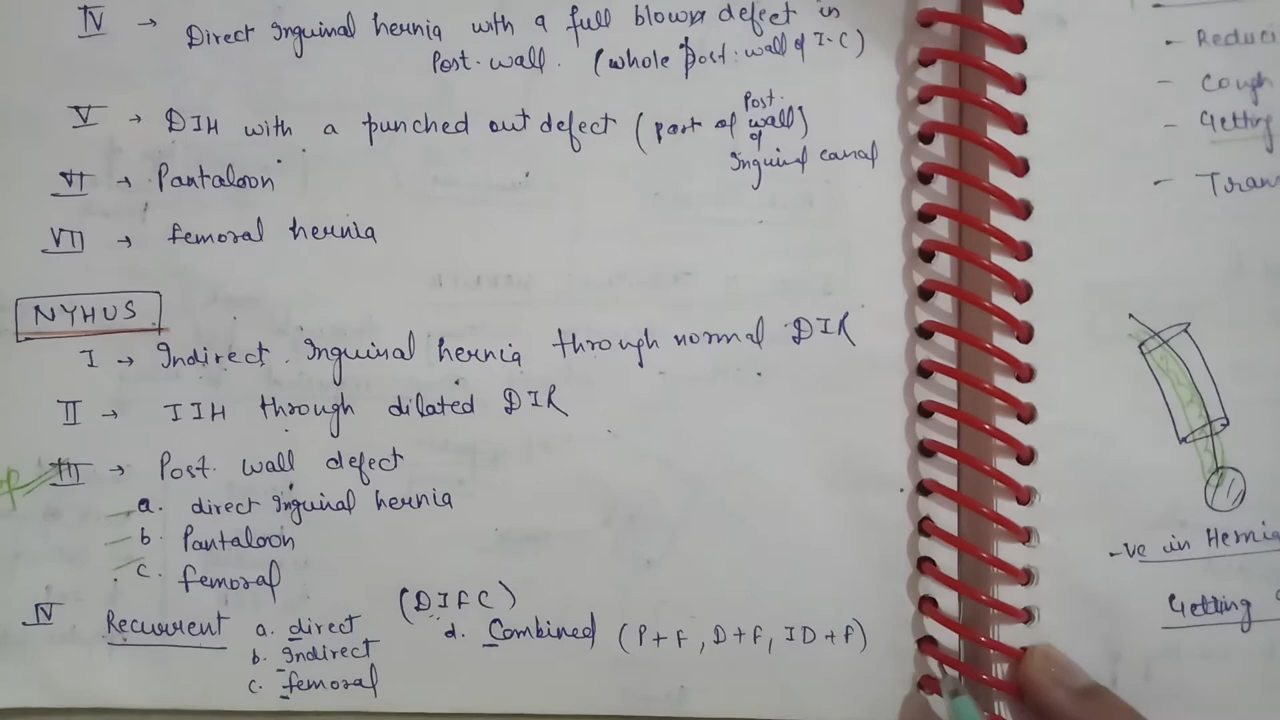 IV → Direct Inguinal hernia with a full blown defect in
Post. wall. (whole post. wall of I.C)
V → DIH with a punched out defect (part of Post. wall of Inguinal canal)
VI → Pantaloon
VII → femoral hernia
NYHUS
I → Indirect Inguinal hernia through normal DIR
II → IIH through dilated DIR
III → Post. wall defect
a. direct Inguinal hernia
b. Pantaloon
c. femoral
IV Recurrent a. direct
b. Indirect
c. femoral
(DIFC)
d. Combined (P+F, D+F, ID+F)
- Reduci
- Cough
- Getting
- Tran
-ve in Hernia
Getting